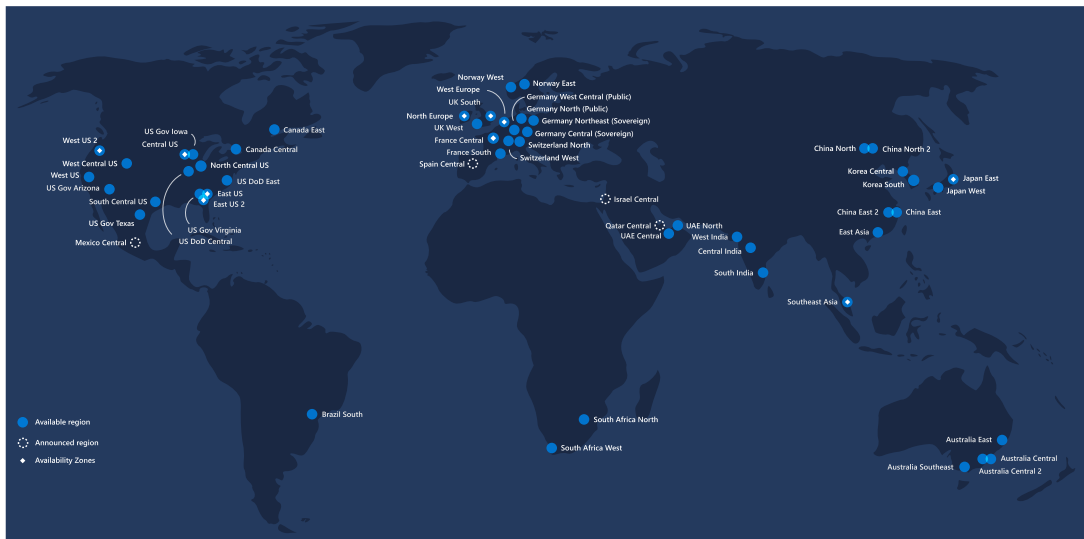 Norway West
Norway East
West Europe
Germany West Central (Public)
UK South
Germany North (Public)
North Europe
Germany Northeast (Sovereign)
UK West
Germany Central (Sovereign)
France Central
Switzerland North
France South
Switzerland West
Spain Central
Canada East
US Gov Iowa
West US 2
Central US
Canada Central
West Central US
North Central US
West US
US DoD East
US Gov Arizona
East US
South Central US
East US 2
US Gov Texas
US Gov Virginia
Mexico Central
US DoD Central
China North
China North 2
Korea Central
Japan East
Korea South
Japan West
Israel Central
China East 2
China East
Qatar Central
UAE North
East Asia
UAE Central
West India
Central India
South India
Southeast Asia
Brazil South
South Africa North
South Africa West
Australia East
Australia Central
Australia Southeast
Australia Central 2
Available region
Announced region
Availability Zones